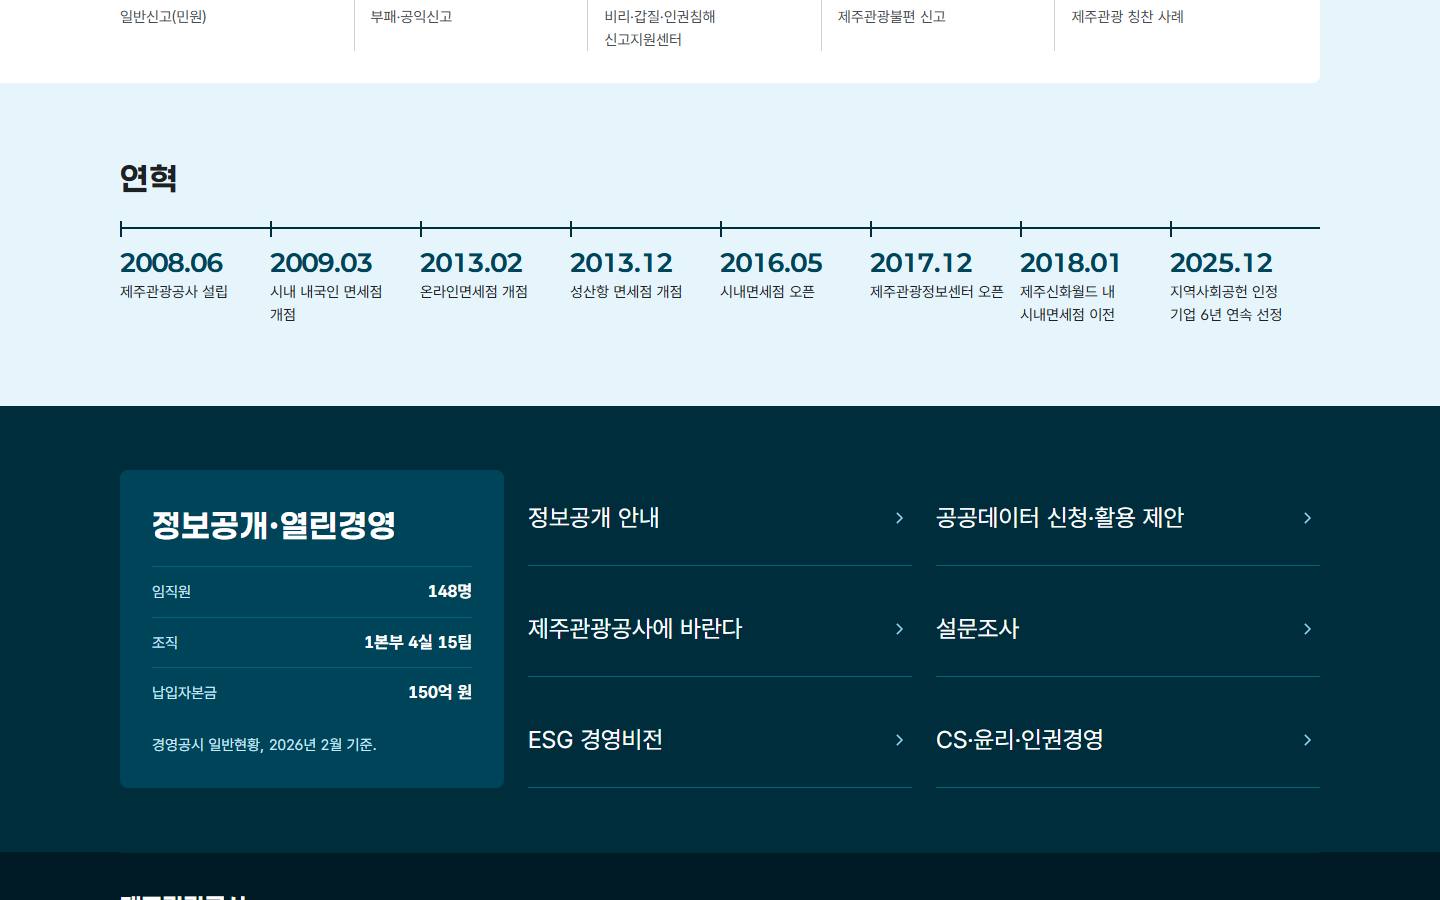 일반신고(민원)
부패·공익신고
비리·갑질·인권침해
신고지원센터
제주관광불편 신고
제주관광 칭찬 사례
연혁
2008.06
제주관광공사 설립
2009.03
시내 내국인 면세점
개점
2013.02
온라인면세점 개점
2013.12
성산항 면세점 개점
2016.05
시내면세점 오픈
2017.12
제주관광정보센터 오픈
2018.01
제주신화월드 내
시내면세점 이전
2025.12
지역사회공헌 인정
기업 6년 연속 선정
정보공개·열린경영
임직원 148명
조직 1본부 4실 15팀
납입자본금 150억 원
경영공시 일반현황, 2026년 2월 기준.
정보공개 안내
공공데이터 신청·활용 제안
제주관광공사에 바란다
설문조사
ESG 경영비전
CS·윤리·인권경영